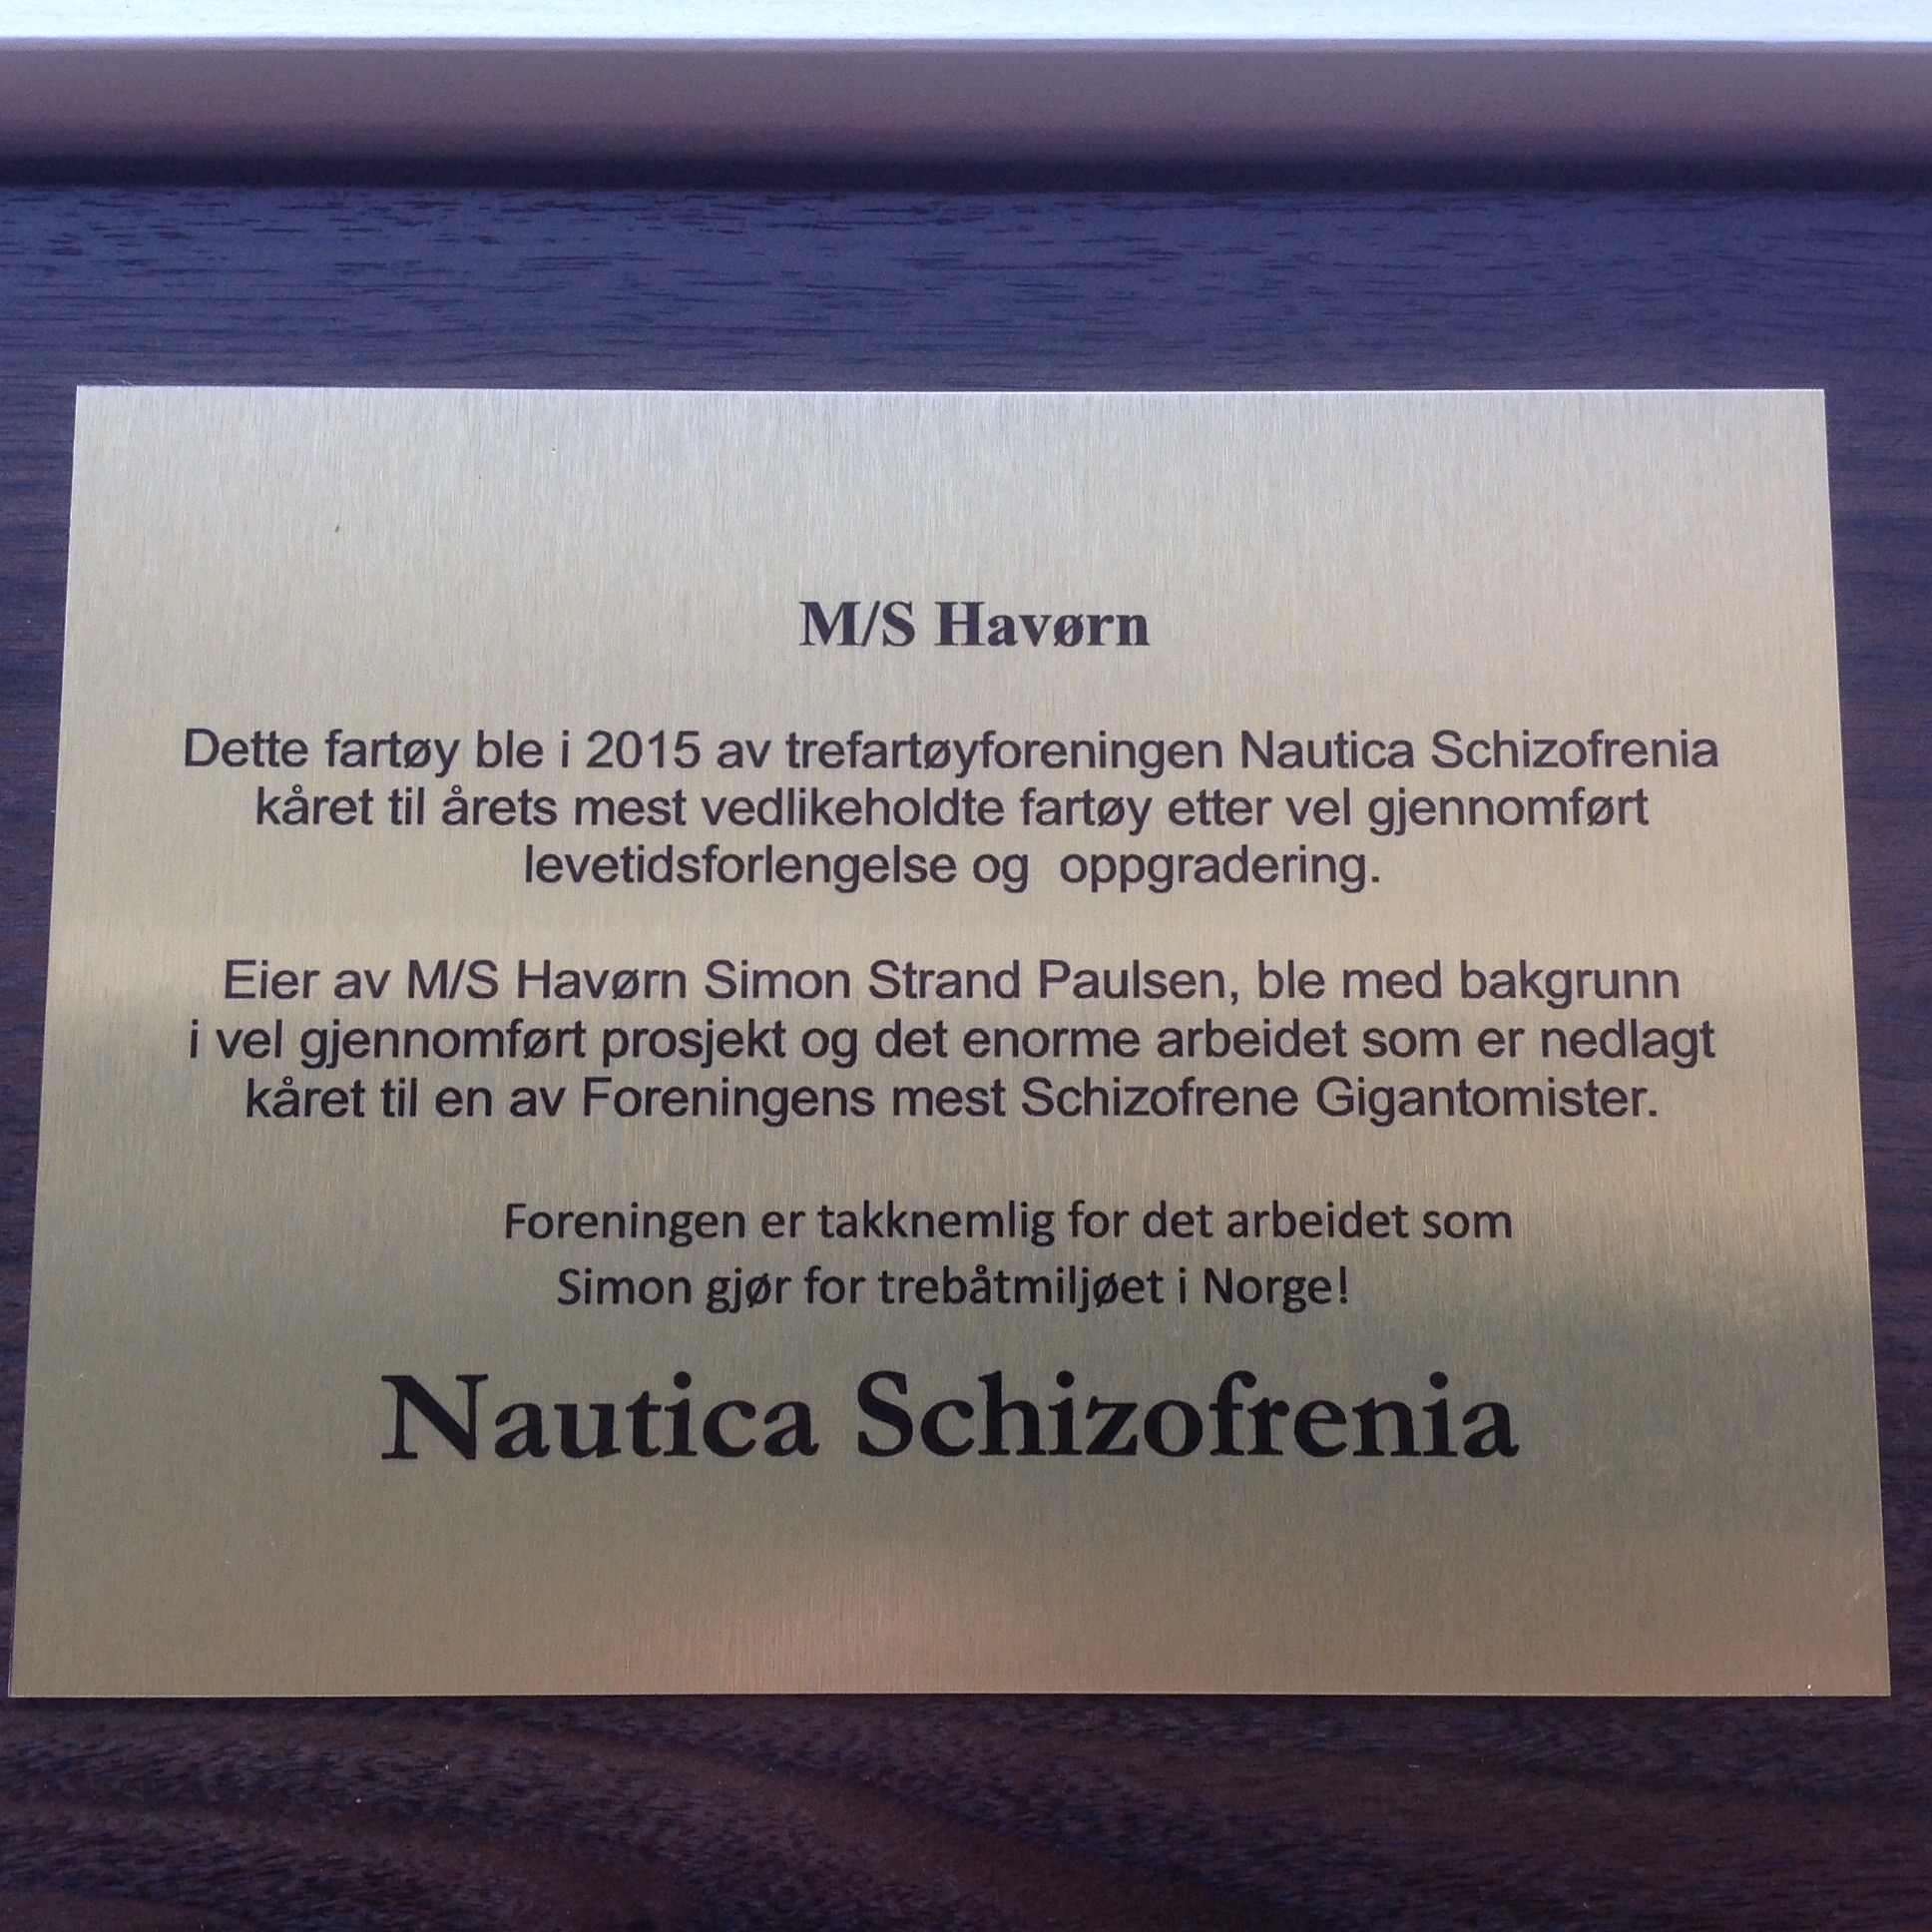 M/S Havørn
Dette fartøy ble i 2015 av trefartøyforeningen Nautica Schizofrenia
kåret til årets mest vedlikeholdte fartøy etter vel gjennomført
levetidsforlengelse og  oppgradering.
Eier av M/S Havørn Simon Strand Paulsen, ble med bakgrunn
i vel gjennomført prosjekt og det enorme arbeidet som er nedlagt
kåret til en av Foreningens mest Schizofrene Gigantomister.
Foreningen er takknemlig for det arbeidet som
Simon gjør for trebåtmiljøet i Norge!
Nautica Schizofrenia